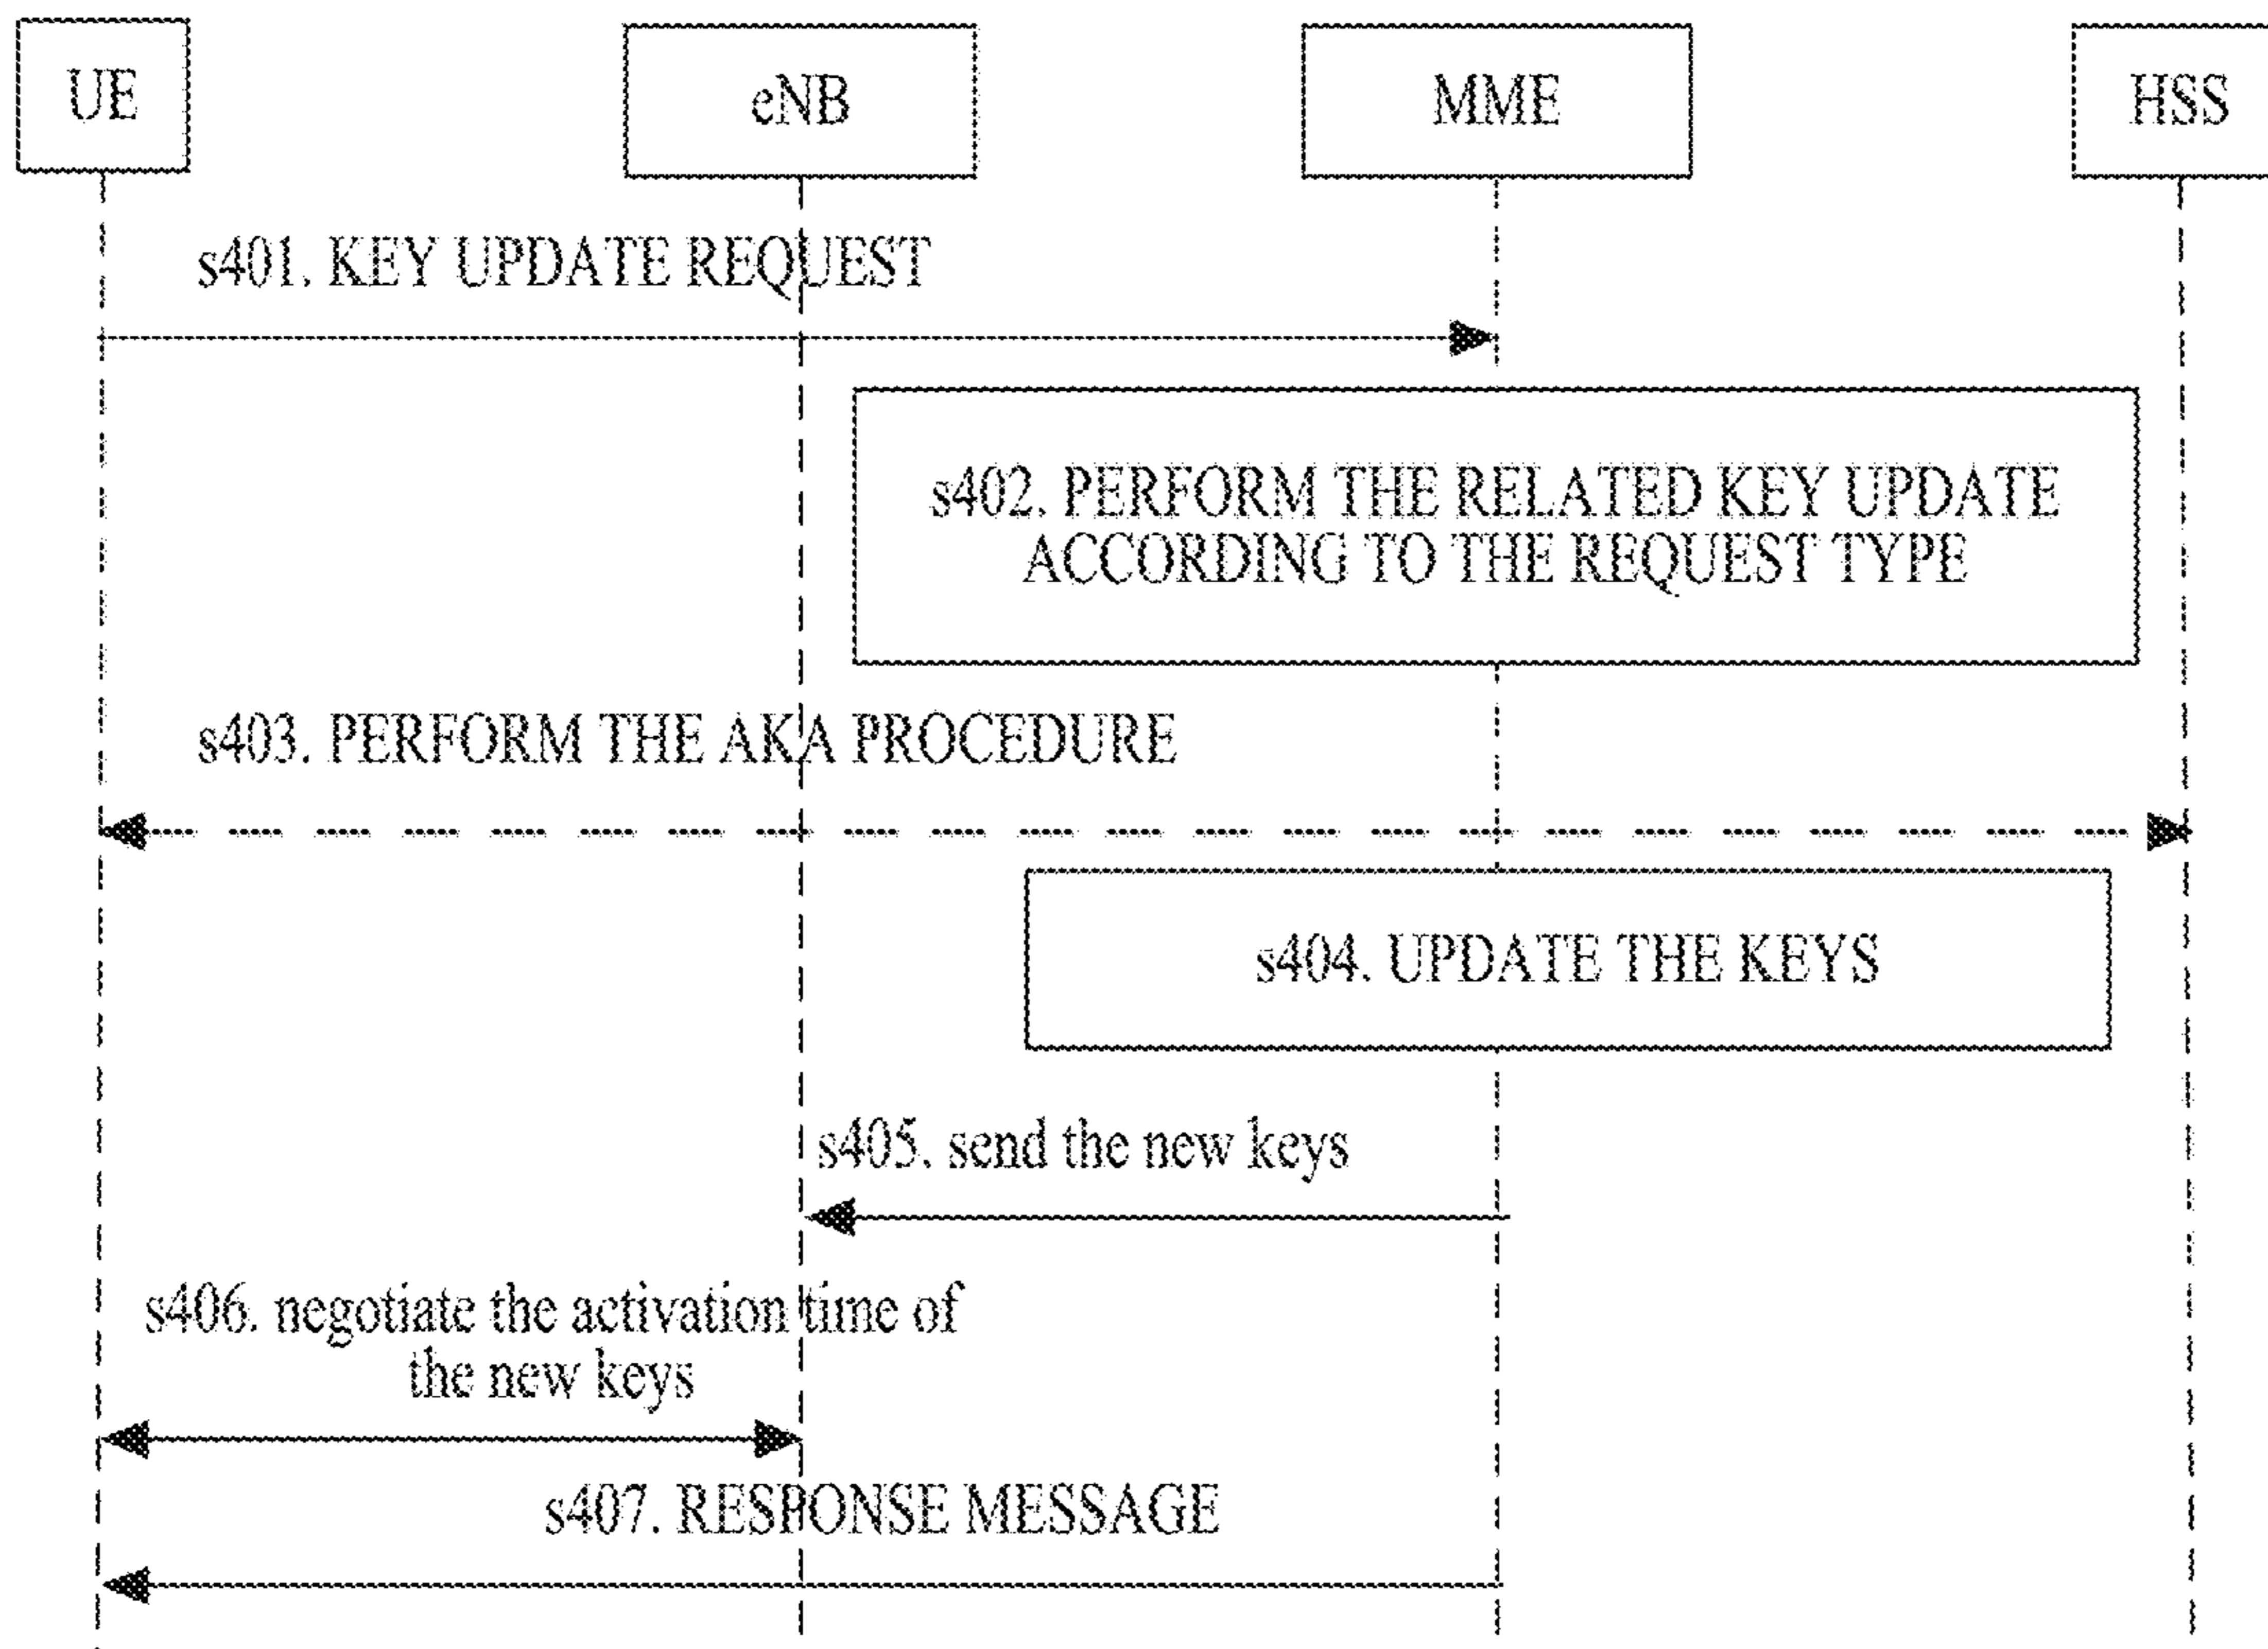 UE
eNB
MME
HSS
s401. KEY UPDATE REQUEST
s402. PERFORM THE RELATED KEY UPDATE
ACCORDING TO THE REQUEST TYPE
s403. PERFORM THE AKA PROCEDURE
s404. UPDATE THE KEYS
s405. send the new keys
s406. negotiate the activation time of
the new keys
s407. RESPONSE MESSAGE